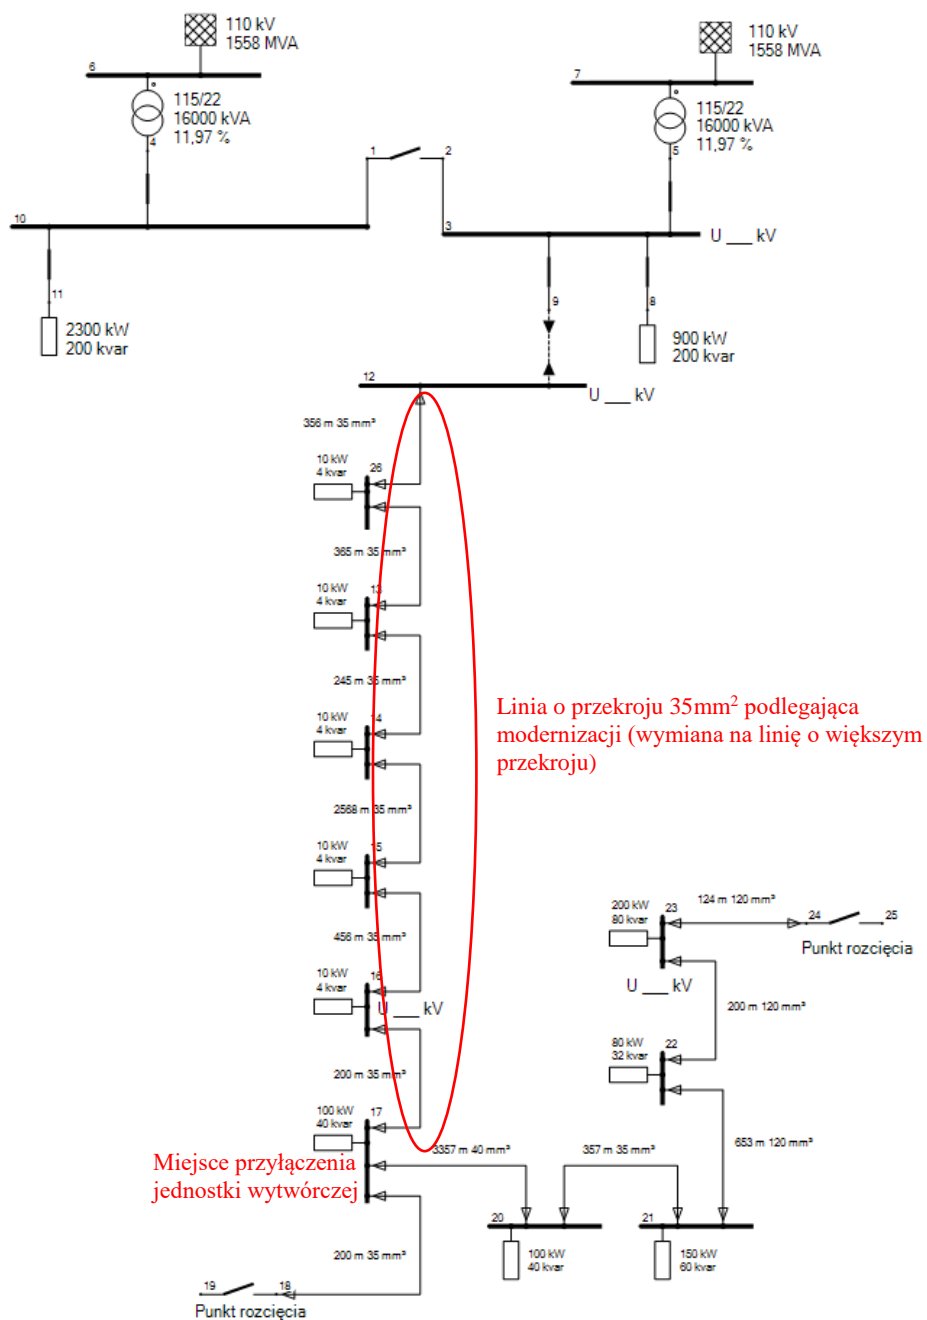 110 kV
1558 MVA
6
115/22
16000 kVA
11,97 %
4
110 kV
1558 MVA
7
115/22
16000 kVA
11,97 %
5
1
2
10
3
U ___ kV
11
2300 kW
200 kvar
9
8
900 kW
200 kvar
12
U ___ kV
356 m 35 mm²
10 kW
4 kvar
26
365 m 35 mm²
10 kW
4 kvar
13
245 m 35 mm²
10 kW
4 kvar
14
Linia o przekroju 35mm² podlegająca
modernizacji (wymiana na linię o większym
przekroju)
2568 m 35 mm²
10 kW
4 kvar
15
456 m 35 mm²
10 kW
4 kvar
16
U ___ kV
200 m 35 mm²
100 kW
40 kvar
17
Miejsce przyłączenia
jednostki wytwórczej
3357 m 40 mm²
357 m 35 mm²
200 kW
80 kvar
23
124 m 120 mm²
24
25
Punkt rozcięcia
U ___ kV
200 m 120 mm²
80 kW
32 kvar
22
653 m 120 mm²
20
100 kW
40 kvar
21
150 kW
60 kvar
200 m 35 mm²
19
18
Punkt rozcięcia